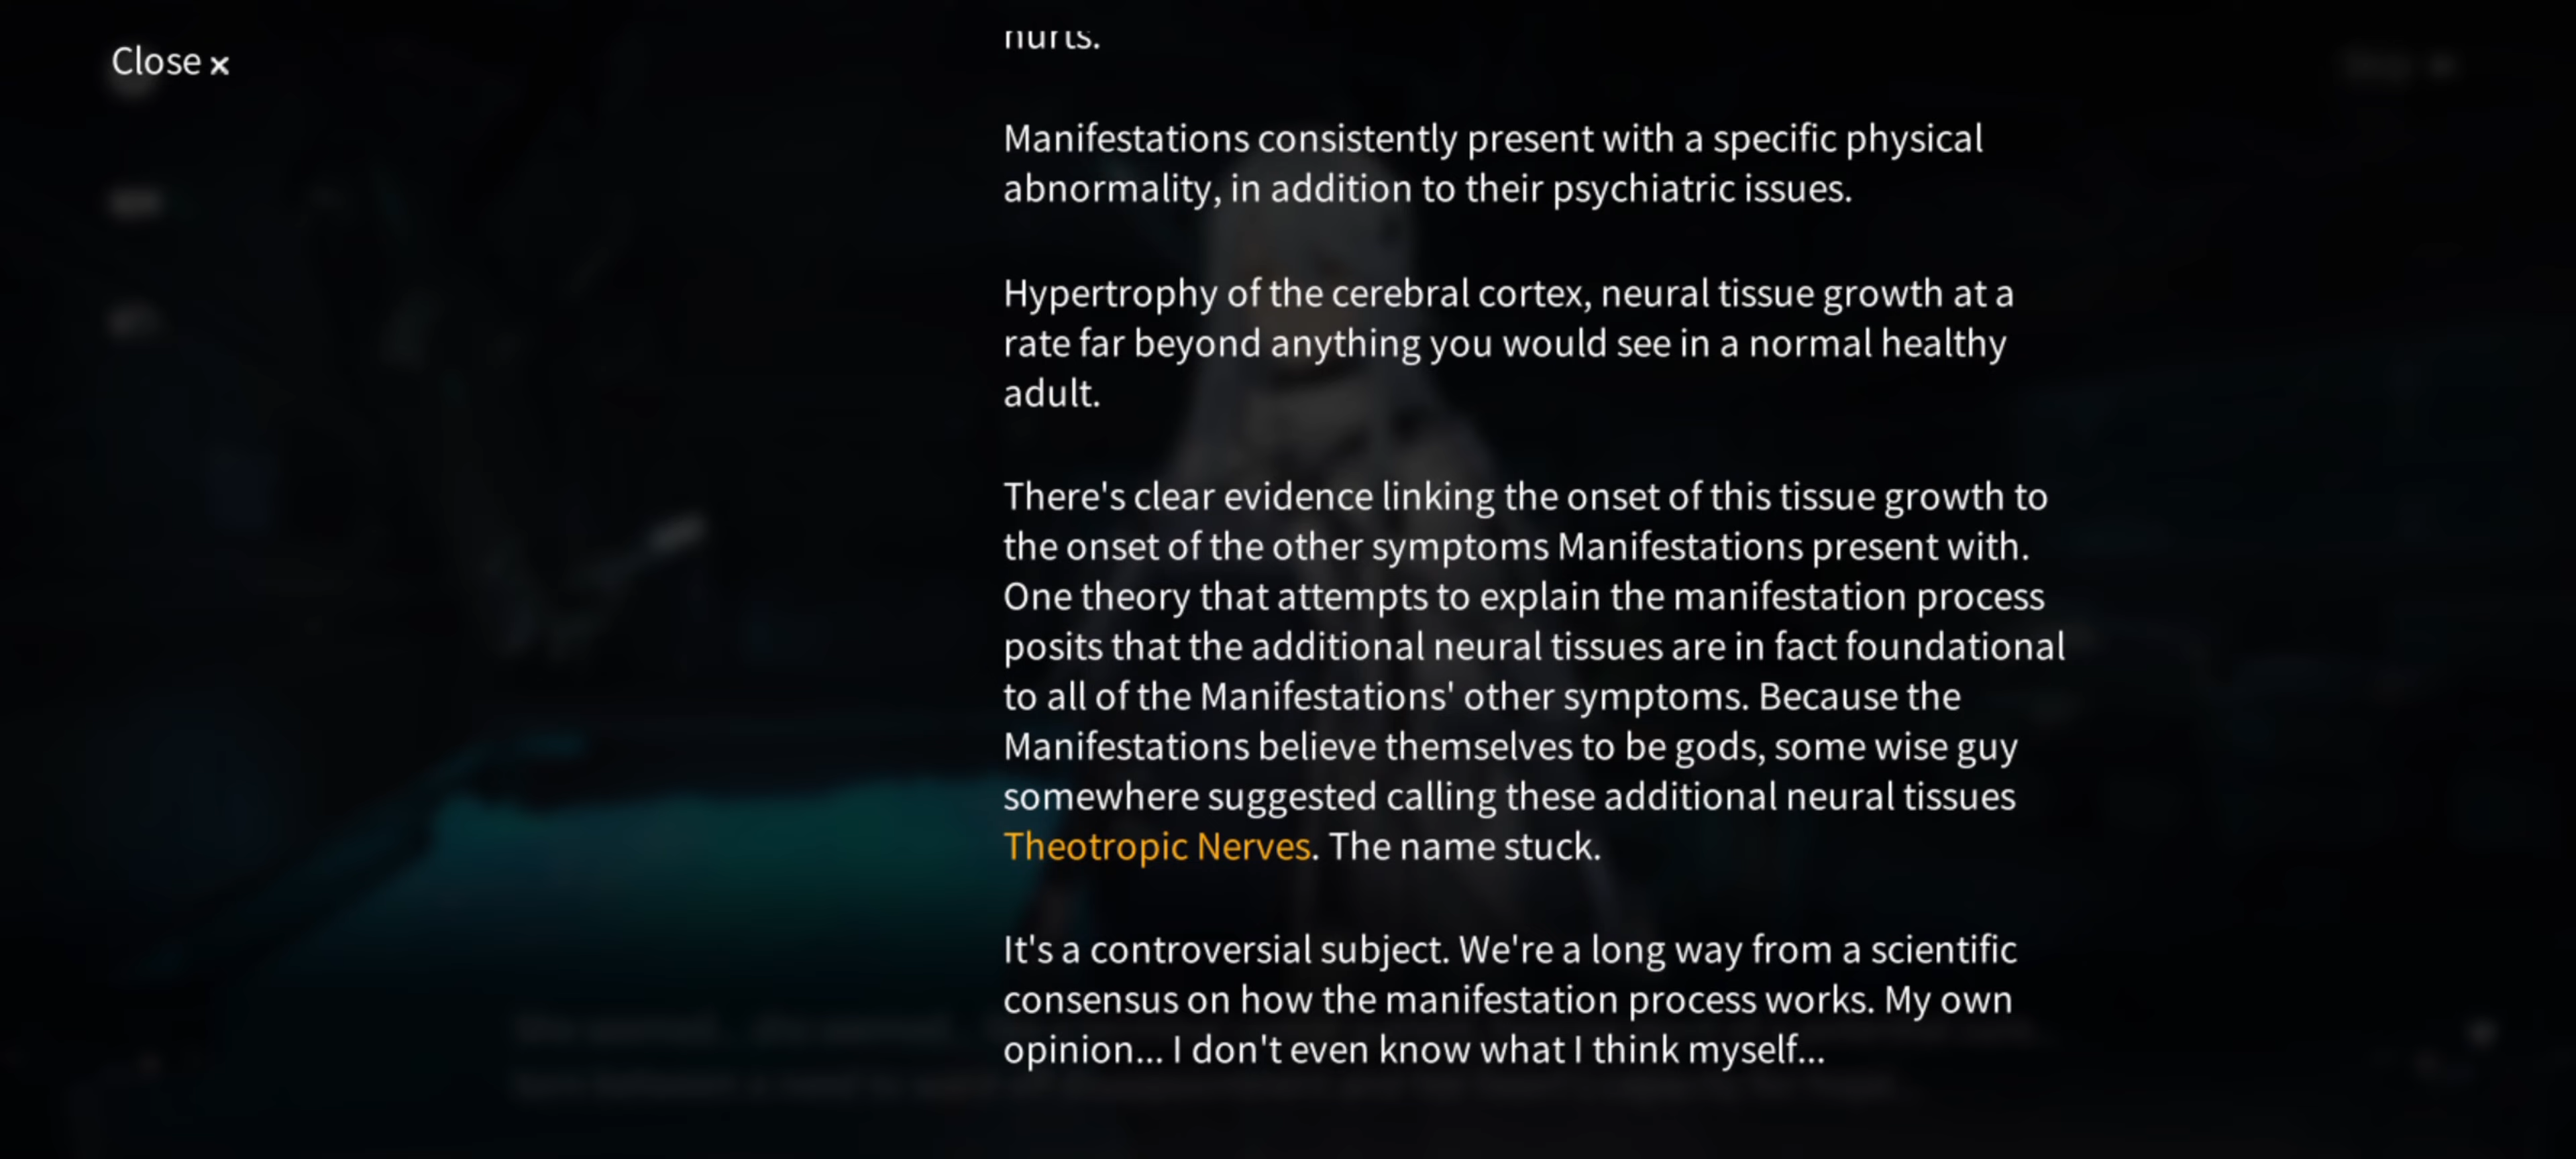 Close ×
hurts.
Manifestations consistently present with a specific physical
abnormality, in addition to their psychiatric issues.
Hypertrophy of the cerebral cortex, neural tissue growth at a
rate far beyond anything you would see in a normal healthy
adult.
There's clear evidence linking the onset of this tissue growth to
the onset of the other symptoms Manifestations present with.
One theory that attempts to explain the manifestation process
posits that the additional neural tissues are in fact foundational
to all of the Manifestations' other symptoms. Because the
Manifestations believe themselves to be gods, some wise guy
somewhere suggested calling these additional neural tissues
Theotropic Nerves. The name stuck.
It's a controversial subject. We're a long way from a scientific
consensus on how the manifestation process works. My own
opinion... I don't even know what I think myself...